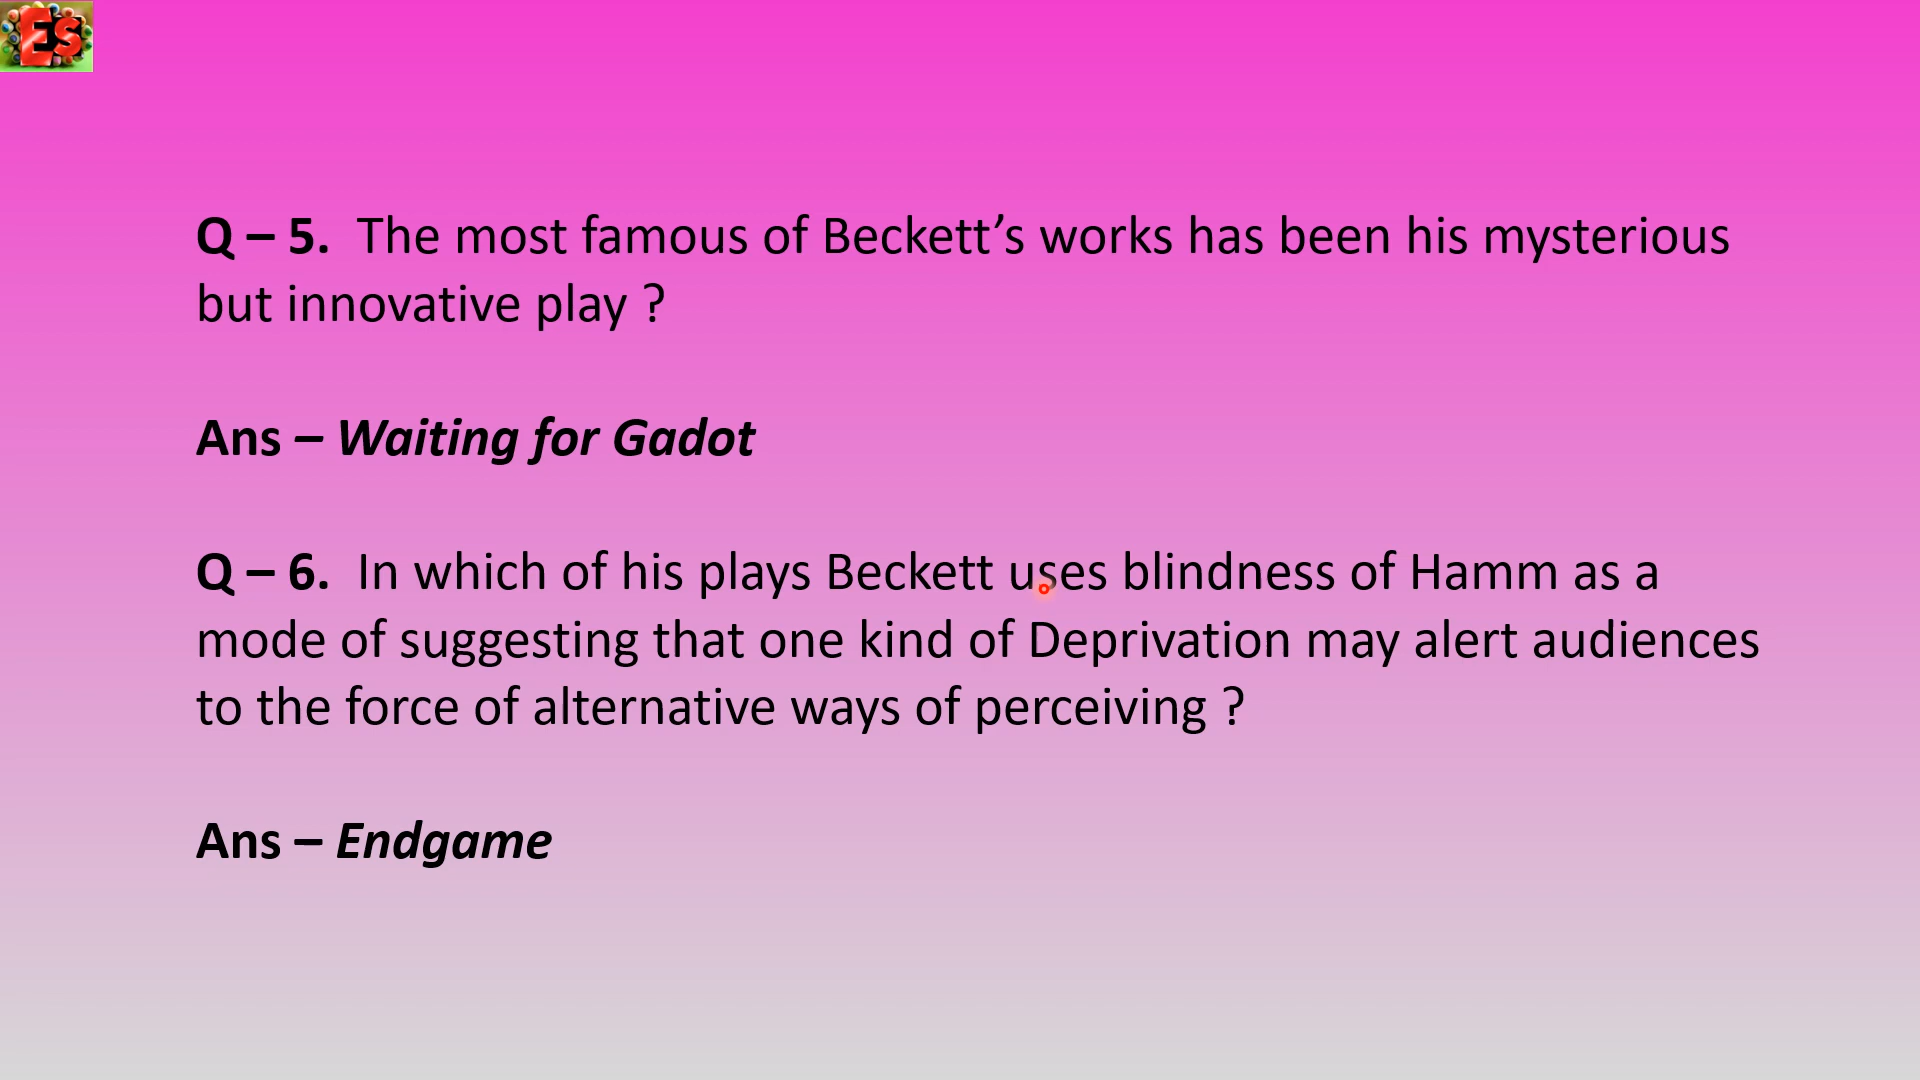 Es
Q – 5.  The most famous of Beckett’s works has been his mysterious
but innovative play ?
Ans – Waiting for Gadot
Q – 6.  In which of his plays Beckett uses blindness of Hamm as a
mode of suggesting that one kind of Deprivation may alert audiences
to the force of alternative ways of perceiving ?
Ans – Endgame